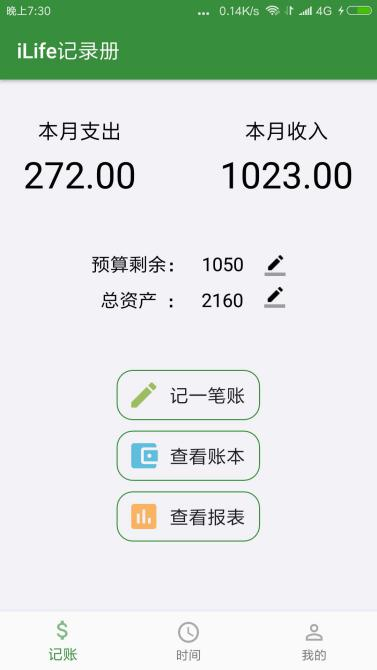 晚上7:30 ... 0.14K/s 4G
iLife记录册
本月支出 本月收入
272.00 1023.00
预算剩余： 1050
总资产 ： 2160
记一笔账
查看账本
查看报表
$
记账 时间 我的